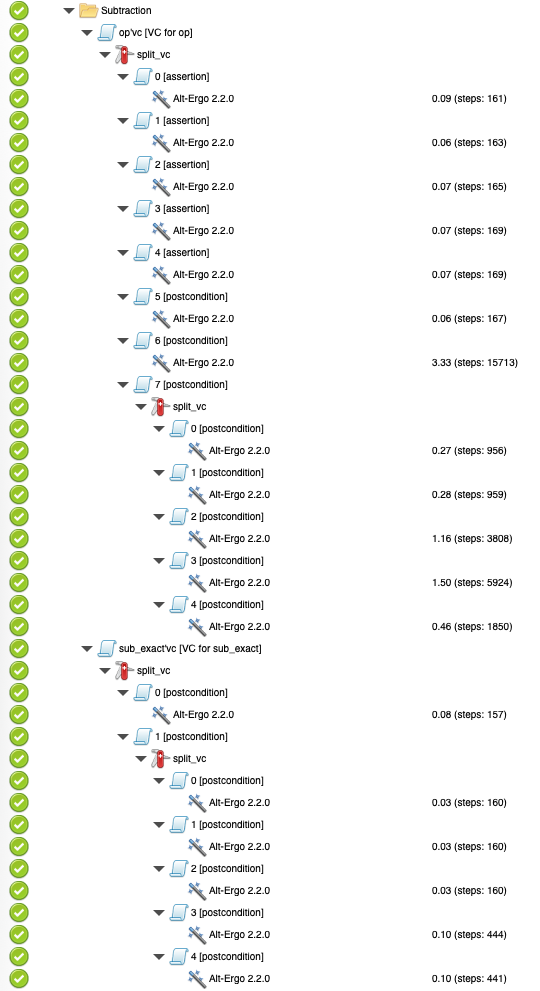 Subtraction
op'vc [VC for op]
split_vc
0 [assertion]
Alt-Ergo 2.2.0 0.09 (steps: 161)
1 [assertion]
Alt-Ergo 2.2.0 0.06 (steps: 163)
2 [assertion]
Alt-Ergo 2.2.0 0.07 (steps: 165)
3 [assertion]
Alt-Ergo 2.2.0 0.07 (steps: 169)
4 [assertion]
Alt-Ergo 2.2.0 0.07 (steps: 169)
5 [postcondition]
Alt-Ergo 2.2.0 0.06 (steps: 167)
6 [postcondition]
Alt-Ergo 2.2.0 3.33 (steps: 15713)
7 [postcondition]
split_vc
0 [postcondition]
Alt-Ergo 2.2.0 0.27 (steps: 956)
1 [postcondition]
Alt-Ergo 2.2.0 0.28 (steps: 959)
2 [postcondition]
Alt-Ergo 2.2.0 1.16 (steps: 3808)
3 [postcondition]
Alt-Ergo 2.2.0 1.50 (steps: 5924)
4 [postcondition]
Alt-Ergo 2.2.0 0.46 (steps: 1850)
sub_exact'vc [VC for sub_exact]
split_vc
0 [postcondition]
Alt-Ergo 2.2.0 0.08 (steps: 157)
1 [postcondition]
split_vc
0 [postcondition]
Alt-Ergo 2.2.0 0.03 (steps: 160)
1 [postcondition]
Alt-Ergo 2.2.0 0.03 (steps: 160)
2 [postcondition]
Alt-Ergo 2.2.0 0.03 (steps: 160)
3 [postcondition]
Alt-Ergo 2.2.0 0.10 (steps: 444)
4 [postcondition]
Alt-Ergo 2.2.0 0.10 (steps: 441)